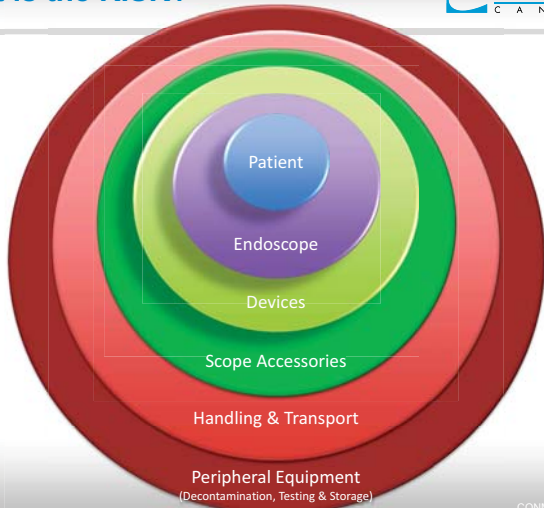 Patient
Endoscope
Devices
Scope Accessories
Handling & Transport
Peripheral Equipment
(Decontamination, Testing & Storage)